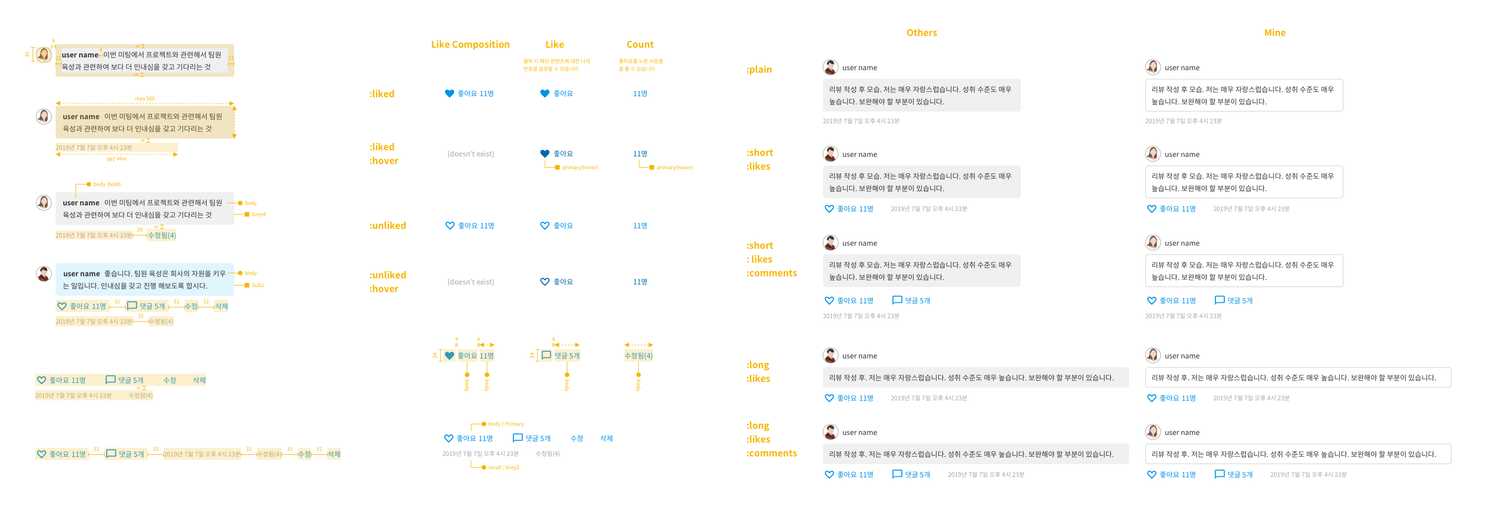 user name 이번 미팅에서 프로젝트와 관련해서 팀원
육성과 관련하여 보다 더 인내심을 갖고 기다리는 것
user name 이번 미팅에서 프로젝트와 관련해서 팀원
육성과 관련하여 보다 더 인내심을 갖고 기다리는 것
2019년 7월 7일 오후 4시 23분
user name 이번 미팅에서 프로젝트와 관련해서 팀원
육성과 관련하여 보다 더 인내심을 갖고 기다리는 것
body
2019년 7월 7일 오후 4시 23분 수정됨(4)
user name 좋습니다. 팀원 육성은 회사의 자원을 키우
는 일입니다. 인내심을 갖고 진행 해보도록 합시다.
body
좋아요 11명 댓글 5개 수정 삭제
2019년 7월 7일 오후 4시 23분 수정됨(4)
좋아요 11명 댓글 5개 수정 삭제
2019년 7월 7일 오후 4시 23분 수정됨(4)
좋아요 11명 댓글 5개 2019년 7월 7일 오후 4시 23분 수정됨(4) 수정 삭제
Like Composition Like Count
:liked 좋아요 11명 좋아요 11명
:liked
:hover
(doesn't exist) 좋아요 11명
:unliked 좋아요 11명 좋아요 11명
:unliked
:hover
(doesn't exist) 좋아요 11명
좋아요 11명 댓글 5개 수정됨(4)
body / Primary
좋아요 11명 댓글 5개 수정 삭제
2019년 7월 7일 오후 4시 23분 수정됨(4)
Others Mine
:plain
user name
리뷰 작성 후 모습. 저는 매우 자랑스럽습니다. 성취 수준도 매우
높습니다. 보완해야 할 부분이 있습니다.
2019년 7월 7일 오후 4시 23분
user name
리뷰 작성 후 모습. 저는 매우 자랑스럽습니다. 성취 수준도 매우
높습니다. 보완해야 할 부분이 있습니다.
2019년 7월 7일 오후 4시 23분
:short
:likes
user name
리뷰 작성 후 모습. 저는 매우 자랑스럽습니다. 성취 수준도 매우
높습니다. 보완해야 할 부분이 있습니다.
좋아요 11명 2019년 7월 7일 오후 4시 23분
user name
리뷰 작성 후 모습. 저는 매우 자랑스럽습니다. 성취 수준도 매우
높습니다. 보완해야 할 부분이 있습니다.
좋아요 11명 2019년 7월 7일 오후 4시 23분
:short
: likes
:comments
user name
리뷰 작성 후 모습. 저는 매우 자랑스럽습니다. 성취 수준도 매우
높습니다. 보완해야 할 부분이 있습니다.
좋아요 11명 댓글 5개
2019년 7월 7일 오후 4시 23분
user name
리뷰 작성 후 모습. 저는 매우 자랑스럽습니다. 성취 수준도 매우
높습니다. 보완해야 할 부분이 있습니다.
좋아요 11명 댓글 5개
2019년 7월 7일 오후 4시 23분
:long
:likes
user name
리뷰 작성 후. 저는 매우 자랑스럽습니다. 성취 수준도 매우 높습니다. 보완해야 할 부분이 있습니다.
좋아요 11명 2019년 7월 7일 오후 4시 23분
user name
리뷰 작성 후. 저는 매우 자랑스럽습니다. 성취 수준도 매우 높습니다. 보완해야 할 부분이 있습니다.
좋아요 11명 2019년 7월 7일 오후 4시 23분
:long
:likes
:comments
user name
리뷰 작성 후. 저는 매우 자랑스럽습니다. 성취 수준도 매우 높습니다. 보완해야 할 부분이 있습니다.
좋아요 11명 댓글 5개 2019년 7월 7일 오후 4시 23분
user name
리뷰 작성 후. 저는 매우 자랑스럽습니다. 성취 수준도 매우 높습니다. 보완해야 할 부분이 있습니다.
좋아요 11명 댓글 5개 2019년 7월 7일 오후 4시 23분